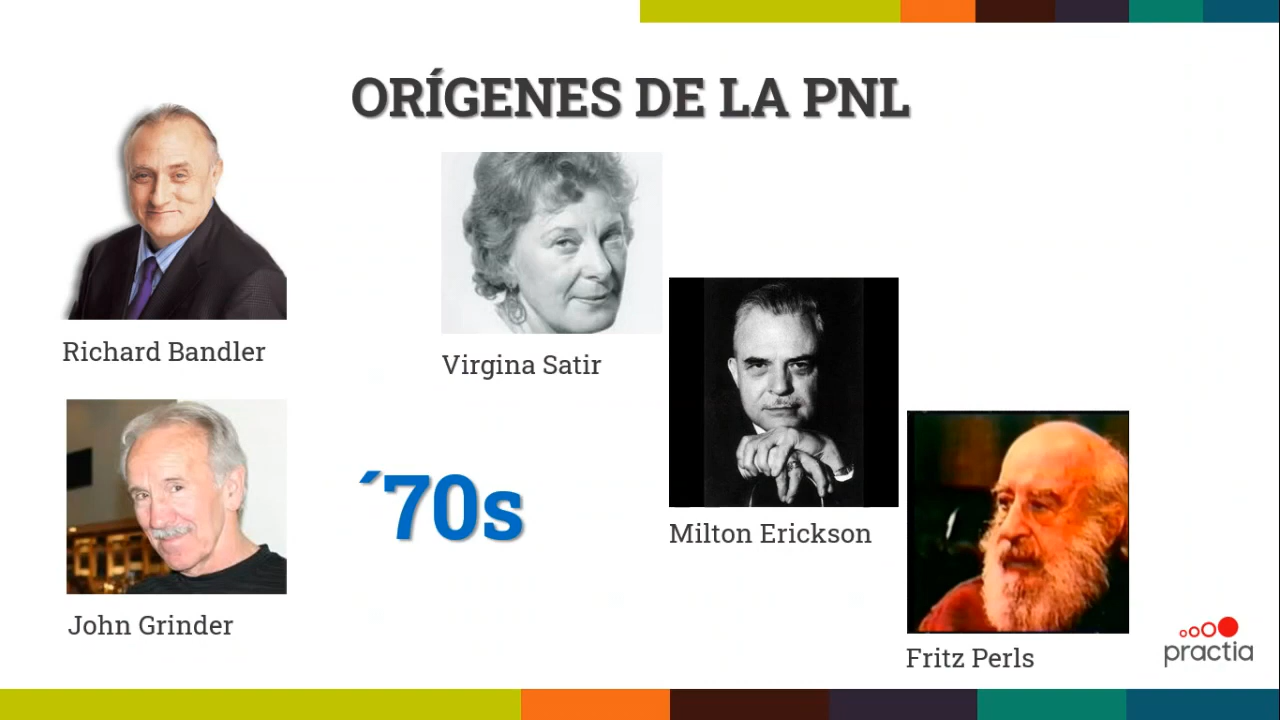 ORÍGENES DE LA PNL
Richard Bandler
Virgina Satir
´70s
Milton Erickson
John Grinder
Fritz Perls
practia